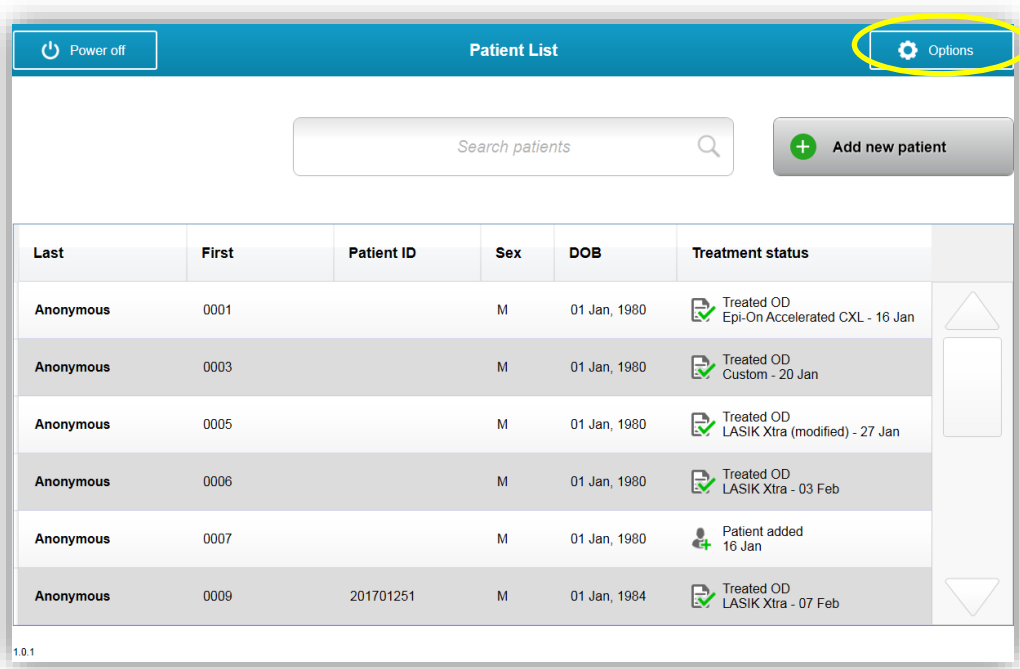 Power off
Patient List
Options
Search patients
Add new patient
Last First Patient ID Sex DOB Treatment status
Anonymous 0001 M 01 Jan, 1980 Treated OD
Epi-On Accelerated CXL - 16 Jan
Anonymous 0003 M 01 Jan, 1980 Treated OD
Custom - 20 Jan
Anonymous 0005 M 01 Jan, 1980 Treated OD
LASIK Xtra (modified) - 27 Jan
Anonymous 0006 M 01 Jan, 1980 Treated OD
LASIK Xtra - 03 Feb
Anonymous 0007 M 01 Jan, 1980 Patient added
16 Jan
Anonymous 0009 201701251 M 01 Jan, 1984 Treated OD
LASIK Xtra - 07 Feb
1.0.1